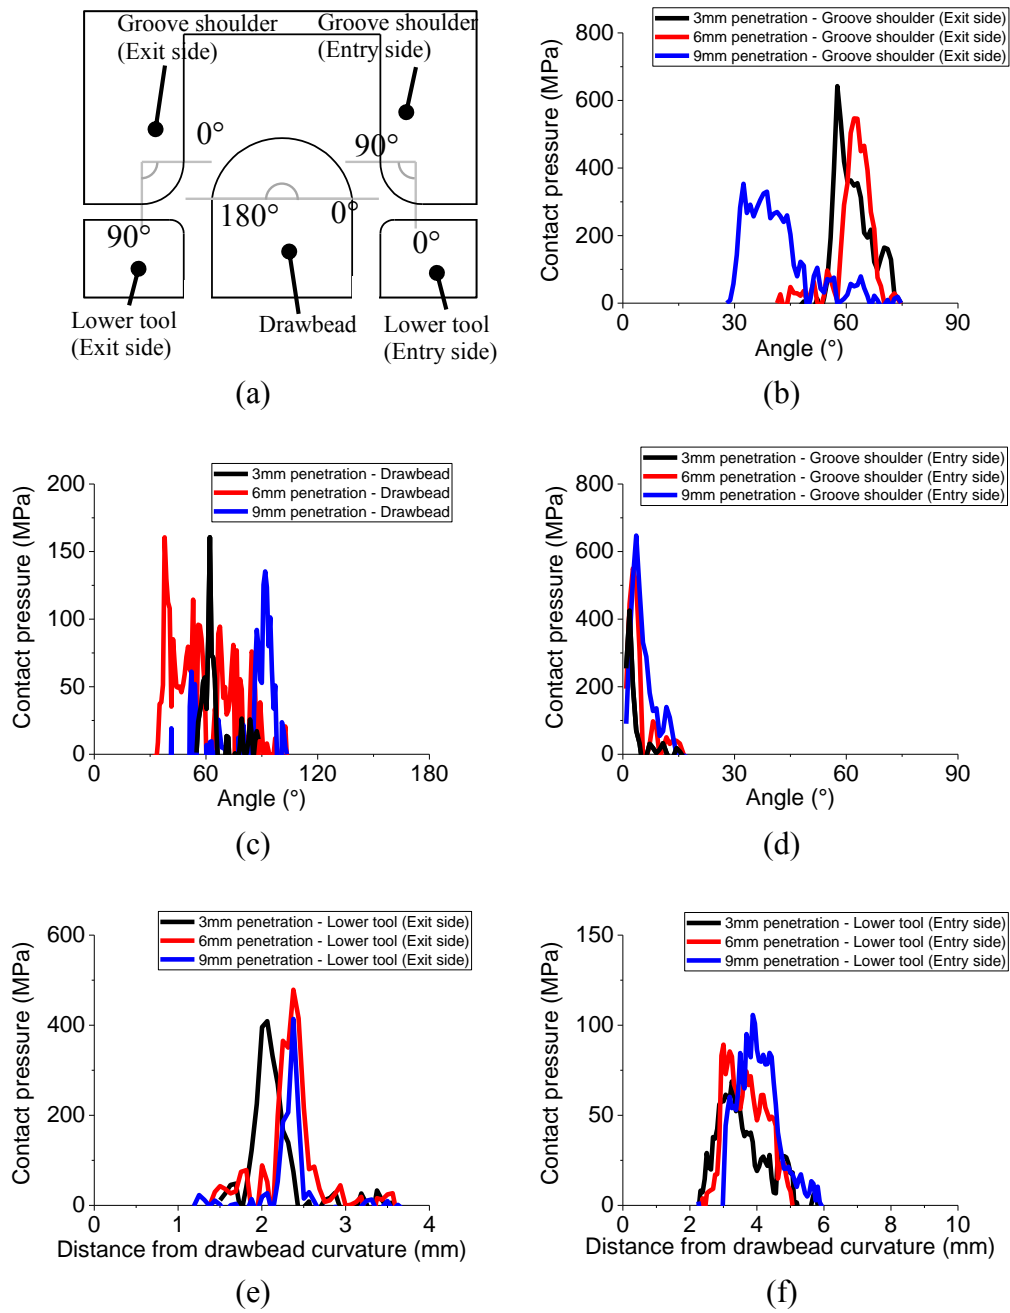 Groove shoulder
(Exit side)
Groove shoulder
(Entry side)
0°
90°
180°
0°
90°
0°
Lower tool
(Exit side)
Drawbead
Lower tool
(Entry side)
(a)
3mm penetration - Groove shoulder (Exit side)
6mm penetration - Groove shoulder (Exit side)
9mm penetration - Groove shoulder (Exit side)
Contact pressure (MPa)
800
600
400
200
0
0 30 60 90
Angle (°)
(b)
3mm penetration - Drawbead
6mm penetration - Drawbead
9mm penetration - Drawbead
Contact pressure (MPa)
200
150
100
50
0
0 60 120 180
Angle (°)
(c)
3mm penetration - Groove shoulder (Entry side)
6mm penetration - Groove shoulder (Entry side)
9mm penetration - Groove shoulder (Entry side)
Contact pressure (MPa)
800
600
400
200
0
0 30 60 90
Angle (°)
(d)
3mm penetration - Lower tool (Exit side)
6mm penetration - Lower tool (Exit side)
9mm penetration - Lower tool (Exit side)
Contact pressure (MPa)
600
400
200
0
0 1 2 3 4
Distance from drawbead curvature (mm)
(e)
3mm penetration - Lower tool (Entry side)
6mm penetration - Lower tool (Entry side)
9mm penetration - Lower tool (Entry side)
Contact pressure (MPa)
150
100
50
0
0 2 4 6 8 10
Distance from drawbead curvature (mm)
(f)